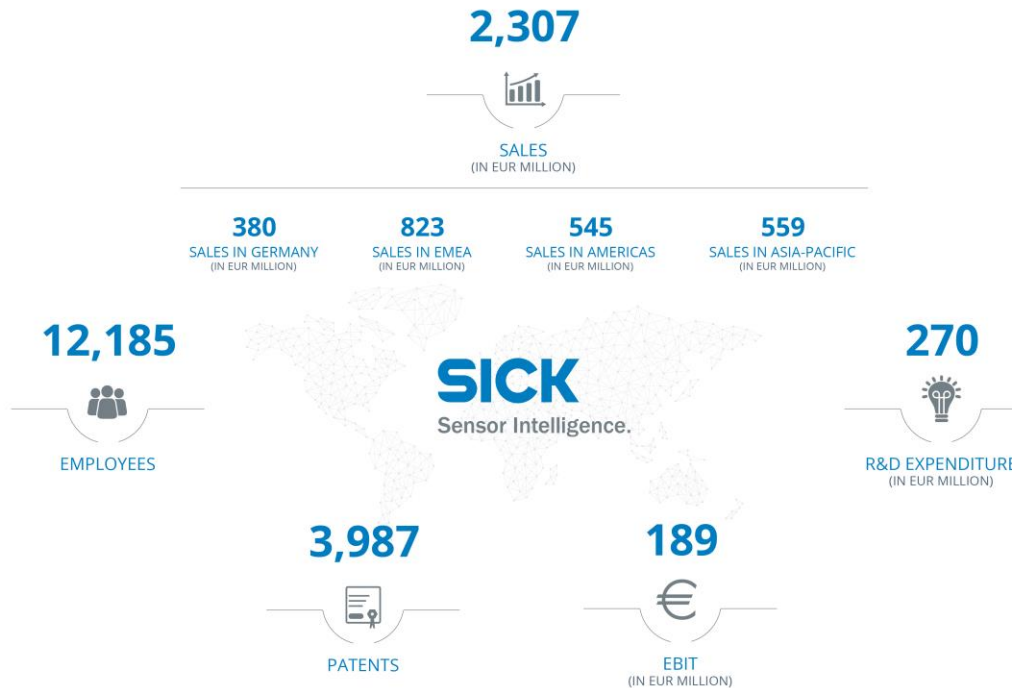 2,307
SALES
(IN EUR MILLION)
380
SALES IN GERMANY
(IN EUR MILLION)
823
SALES IN EMEA
(IN EUR MILLION)
545
SALES IN AMERICAS
(IN EUR MILLION)
559
SALES IN ASIA-PACIFIC
(IN EUR MILLION)
12,185
EMPLOYEES
SICK
Sensor Intelligence.
270
R&D EXPENDITURE
(IN EUR MILLION)
3,987
PATENTS
189
€
EBIT
(IN EUR MILLION)